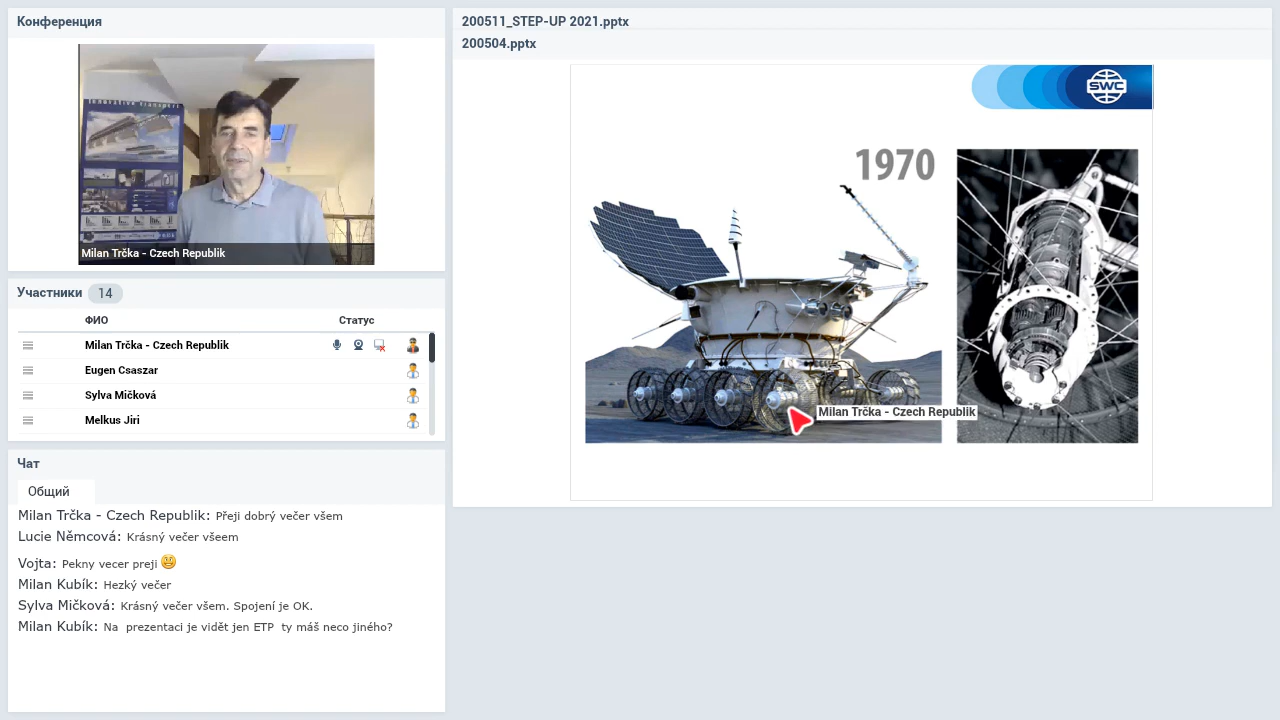 Конференция
Innovation Transport
Milan Trčka - Czech Republik
Участники 14
ФИО Статус
Milan Trčka - Czech Republik
Eugen Csaszar
Sylva Mičková
Melkus Jiri
Чат
Общий
Milan Trčka - Czech Republik: Přeji dobrý večer všem
Lucie Němcová: Krásný večer všeem
Vojta: Pekny vecer preji
Milan Kubík: Hezký večer
Sylva Mičková: Krásný večer všem. Spojení je OK.
Milan Kubík: Na  prezentaci je vidět jen ETP  ty máš neco jiného?
200511_STEP-UP 2021.pptx
200504.pptx
SWC
1970
Milan Trčka - Czech Republik